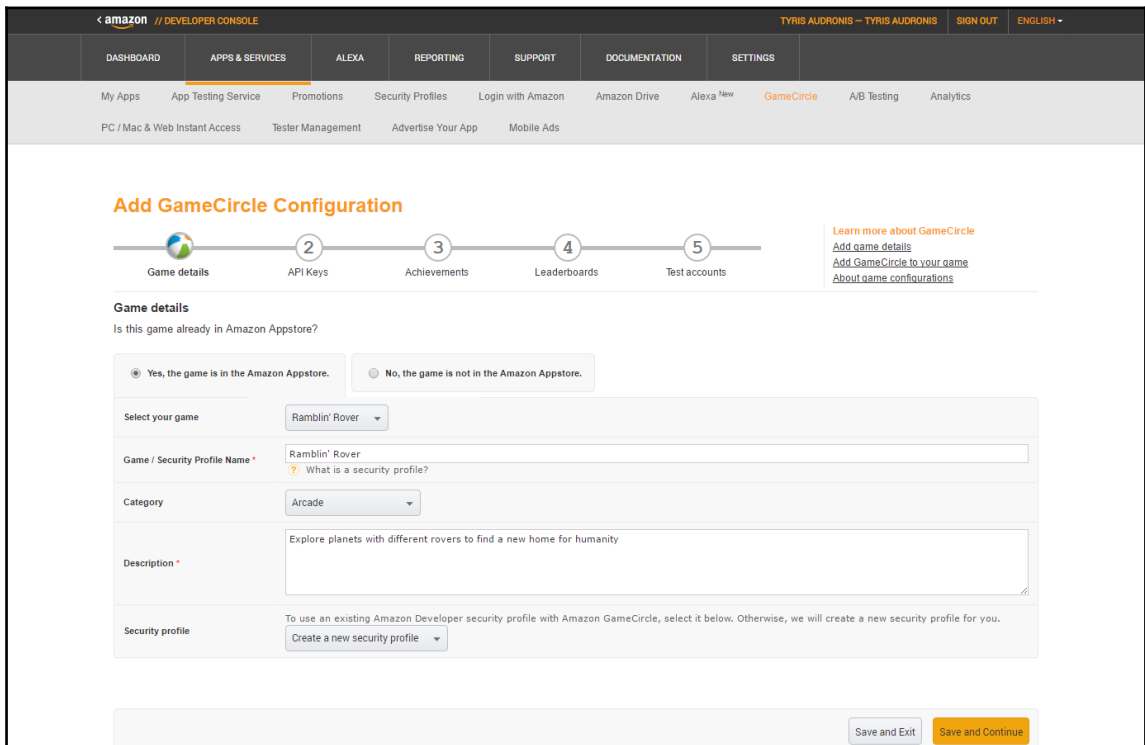 < amazon // DEVELOPER CONSOLE TYRIS AUDRONIS – TYRIS AUDRONIS SIGN OUT ENGLISH
DASHBOARD APPS & SERVICES ALEXA REPORTING SUPPORT DOCUMENTATION SETTINGS
My Apps App Testing Service Promotions Security Profiles Login with Amazon Amazon Drive Alexa New GameCircle A/B Testing Analytics
PC / Mac & Web Instant Access Tester Management Advertise Your App Mobile Ads
Add GameCircle Configuration
2 3 4 5
Game details API Keys Achievements Leaderboards Test accounts
Learn more about GameCircle
Add game details
Add GameCircle to your game
About game configurations
Game details
Is this game already in Amazon Appstore?
Yes, the game is in the Amazon Appstore. No, the game is not in the Amazon Appstore.
Select your game Ramblin' Rover
Game / Security Profile Name * Ramblin' Rover
? What is a security profile?
Category Arcade
Description * Explore planets with different rovers to find a new home for humanity
To use an existing Amazon Developer security profile with Amazon GameCircle, select it below. Otherwise, we will create a new security profile for you.
Security profile Create a new security profile
Save and Exit Save and Continue